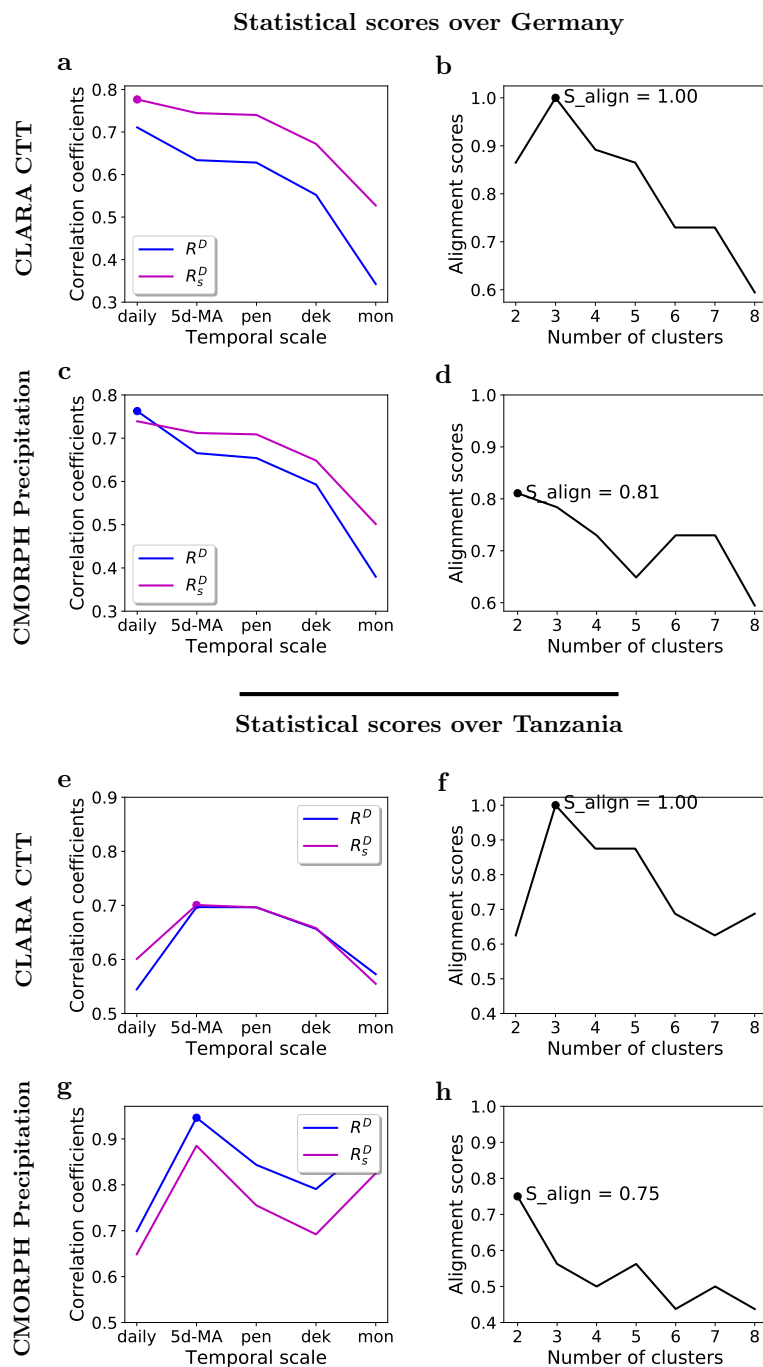 Statistical scores over Germany
CLARA CTT
a
Correlation coefficients
0.8
0.7
0.6
0.5
0.4
0.3
R^D
R_s^D
daily 5d-MA pen dek mon
Temporal scale
b
Alignment scores
1.0
0.9
0.8
0.7
0.6
S_align = 1.00
2 3 4 5 6 7 8
Number of clusters
CMORPH Precipitation
c
Correlation coefficients
0.8
0.7
0.6
0.5
0.4
0.3
R^D
R_s^D
daily 5d-MA pen dek mon
Temporal scale
d
Alignment scores
1.0
0.9
0.8
0.7
0.6
S_align = 0.81
2 3 4 5 6 7 8
Number of clusters
Statistical scores over Tanzania
CLARA CTT
e
Correlation coefficients
0.9
0.8
0.7
0.6
0.5
R^D
R_s^D
daily 5d-MA pen dek mon
Temporal scale
f
Alignment scores
1.0
0.9
0.8
0.7
0.6
0.5
0.4
S_align = 1.00
2 3 4 5 6 7 8
Number of clusters
CMORPH Precipitation
g
Correlation coefficients
0.9
0.8
0.7
0.6
0.5
R^D
R_s^D
daily 5d-MA pen dek mon
Temporal scale
h
Alignment scores
1.0
0.9
0.8
0.7
0.6
0.5
0.4
S_align = 0.75
2 3 4 5 6 7 8
Number of clusters